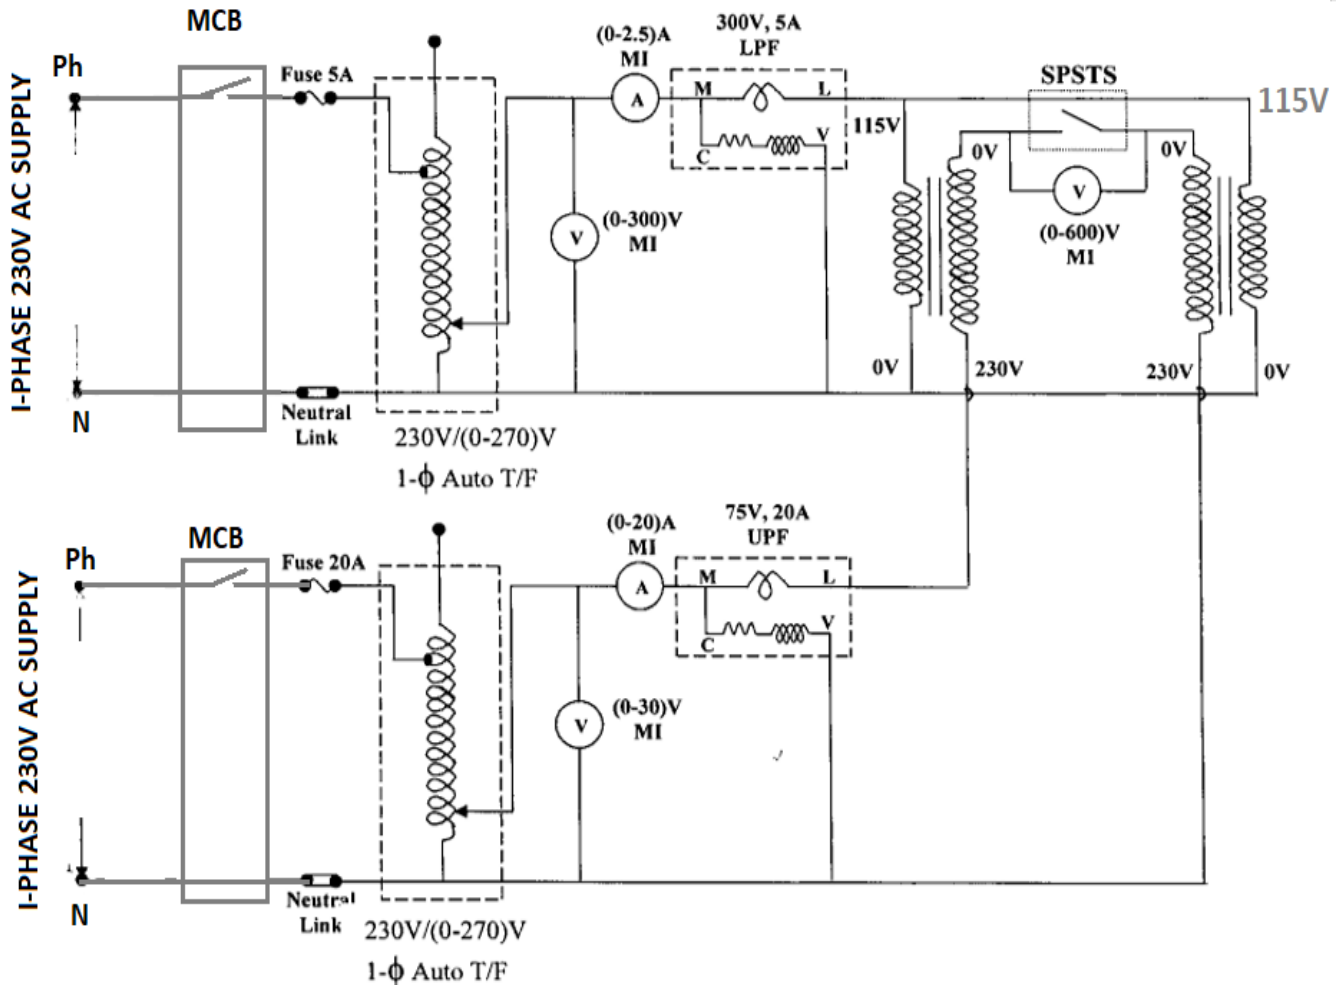 MCB
Ph
Fuse 5A
(0-2.5)A
MI
A
300V, 5A
LPF
M
L
C
V
115V
SPSTS
115V
0V
0V
V
(0-600)V
MI
V
(0-300)V
MI
I-PHASE 230V AC SUPPLY
0V
230V
230V
0V
N
Neutral
Link
230V/(0-270)V
1-ϕ Auto T/F
MCB
Ph
Fuse 20A
(0-20)A
MI
A
75V, 20A
UPF
M
L
C
V
V
(0-30)V
MI
I-PHASE 230V AC SUPPLY
N
Neutral
Link
230V/(0-270)V
1-ϕ Auto T/F